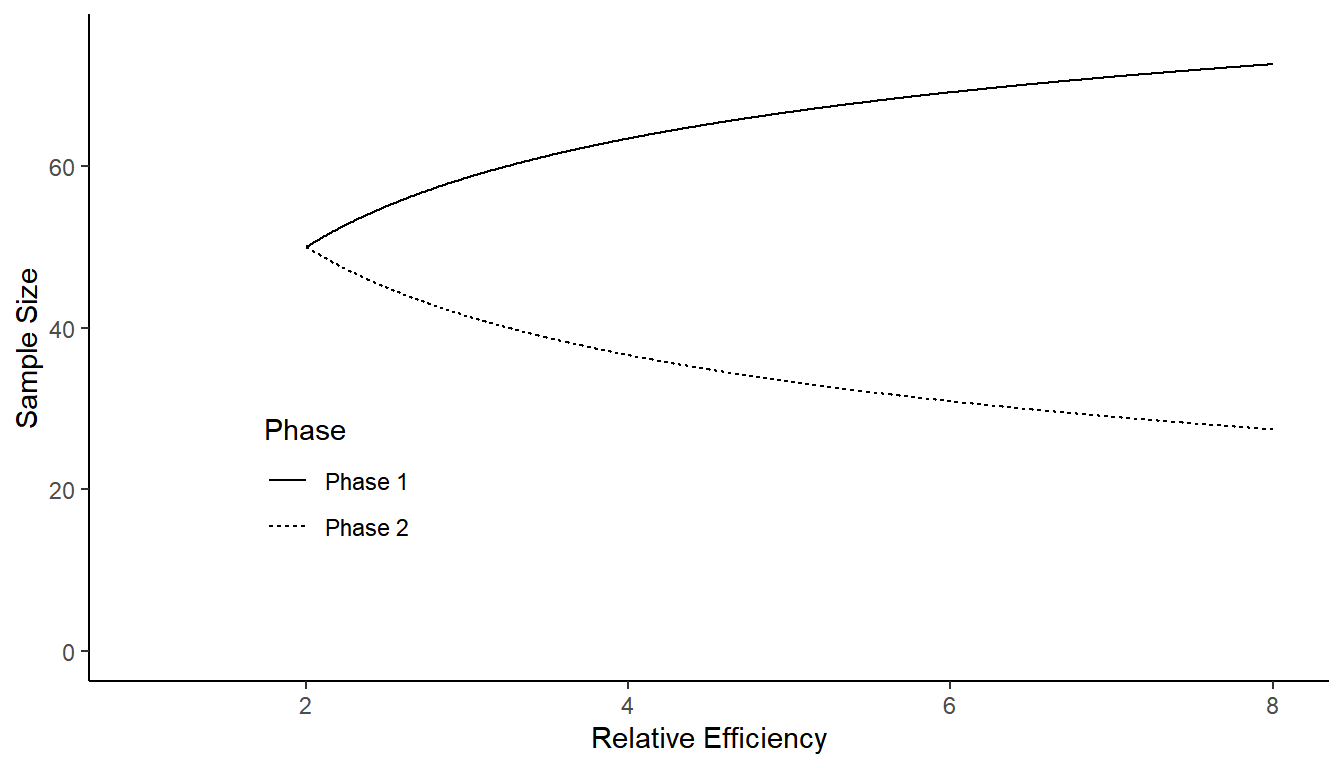 Sample Size
60
40
20
0
Phase
Phase 1
Phase 2
2 4 6 8
Relative Efficiency